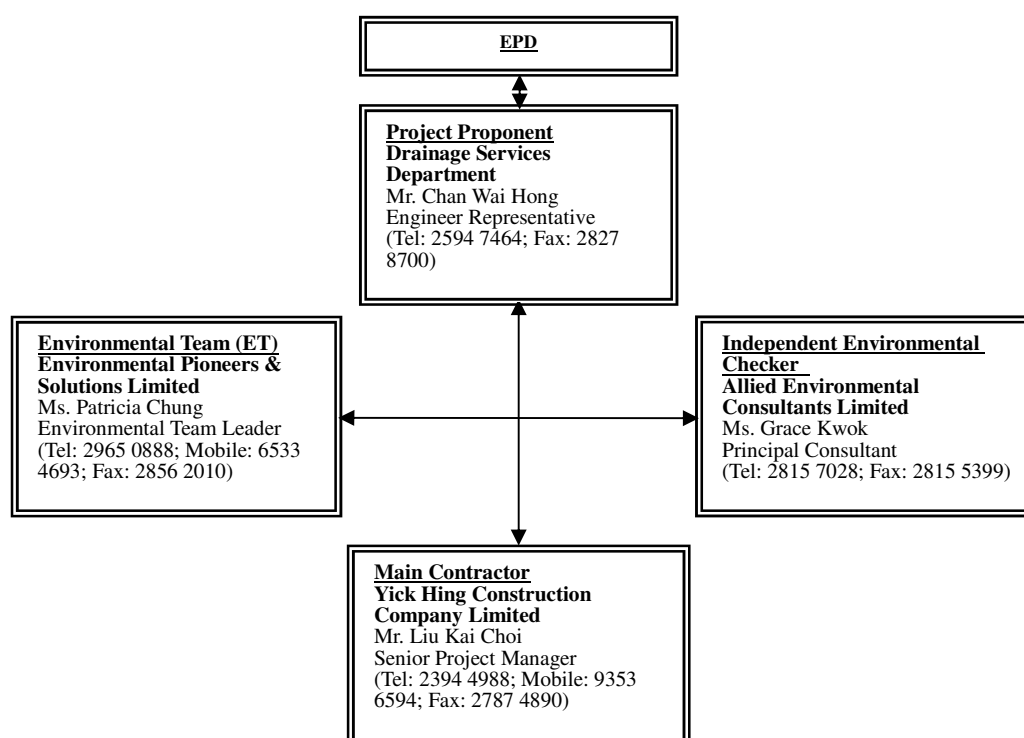 EPD
Project Proponent
Drainage Services
Department
Mr. Chan Wai Hong
Engineer Representative
(Tel: 2594 7464; Fax: 2827
8700)
Environmental Team (ET)
Environmental Pioneers &
Solutions Limited
Ms. Patricia Chung
Environmental Team Leader
(Tel: 2965 0888; Mobile: 6533
4693; Fax: 2856 2010)
Independent Environmental
Checker
Allied Environmental
Consultants Limited
Ms. Grace Kwok
Principal Consultant
(Tel: 2815 7028; Fax: 2815 5399)
Main Contractor
Yick Hing Construction
Company Limited
Mr. Liu Kai Choi
Senior Project Manager
(Tel: 2394 4988; Mobile: 9353
6594; Fax: 2787 4890)